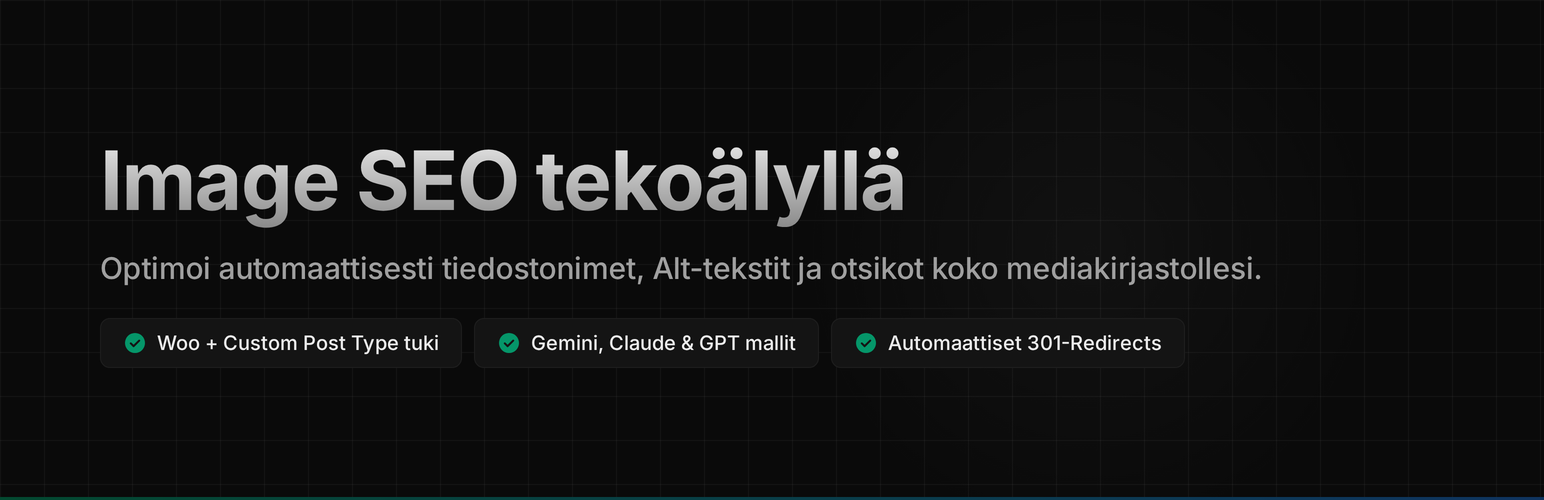 Image SEO tekoälyllä
Optimoi automaattisesti tiedostonimet, Alt-tekstit ja otsikot koko mediakirjastollesi.
Woo + Custom Post Type tuki
Gemini, Claude & GPT mallit
Automaattiset 301-Redirects